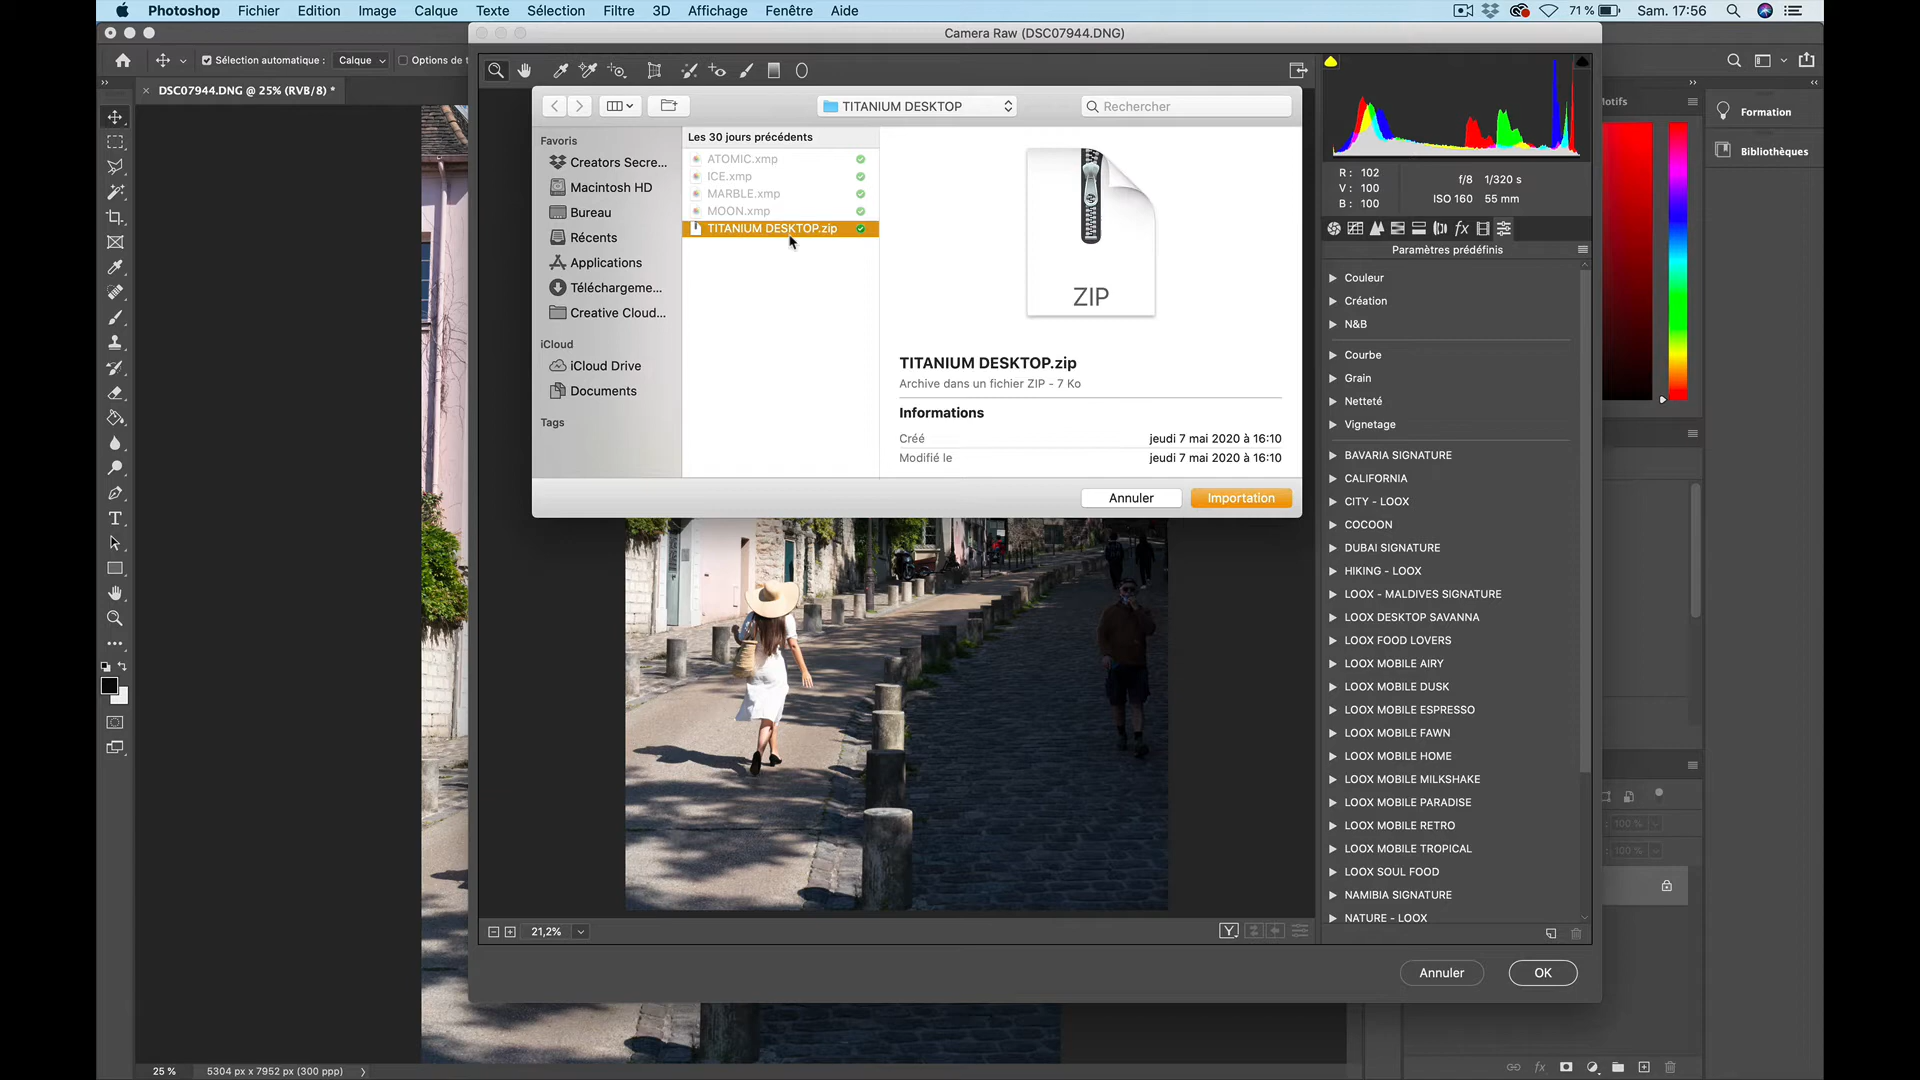 Photoshop Fichier Edition Image Calque Texte Sélection Filtre 3D Affichage Fenêtre Aide 71 % Sam. 17:56
Camera Raw (DSC07944.DNG)
Sélection automatique : Calque Options de t
DSC07944.DNG @ 25% (RVB/8) *
TITANIUM DESKTOP
Rechercher
Favoris
Creators Secre...
Macintosh HD
Bureau
Récents
Applications
Téléchargeme...
Creative Cloud...
iCloud
iCloud Drive
Documents
Tags
Les 30 jours précédents
ATOMIC.xmp
ICE.xmp
MARBLE.xmp
MOON.xmp
TITANIUM DESKTOP.zip
ZIP
TITANIUM DESKTOP.zip
Archive dans un fichier ZIP - 7 Ko
Informations
Créé jeudi 7 mai 2020 à 16:10
Modifié le jeudi 7 mai 2020 à 16:10
Annuler Importation
R : 102
V : 100
B : 100
f/8 1/320 s
ISO 160 55 mm
Paramètres prédéfinis
Couleur
Création
N&B
Courbe
Grain
Netteté
Vignetage
BAVARIA SIGNATURE
CALIFORNIA
CITY - LOOX
COCOON
DUBAI SIGNATURE
HIKING - LOOX
LOOX - MALDIVES SIGNATURE
LOOX DESKTOP SAVANNA
LOOX FOOD LOVERS
LOOX MOBILE AIRY
LOOX MOBILE DUSK
LOOX MOBILE ESPRESSO
LOOX MOBILE FAWN
LOOX MOBILE HOME
LOOX MOBILE MILKSHAKE
LOOX MOBILE PARADISE
LOOX MOBILE RETRO
LOOX MOBILE TROPICAL
LOOX SOUL FOOD
NAMIBIA SIGNATURE
NATURE - LOOX
Motifs
Formation
Bibliothèques
100 %
100 %
21,2%
Annuler OK
25 % 5304 px x 7952 px (300 ppp)